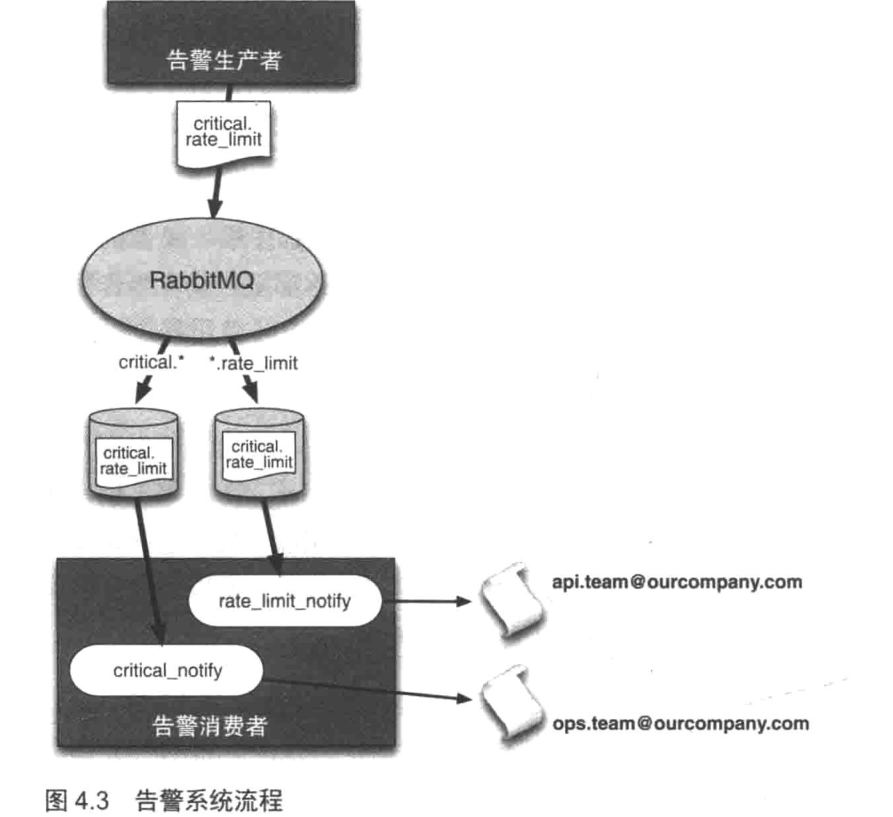 告警生产者
critical.
rate_limit
RabbitMQ
critical.* *.rate_limit
critical.
rate_limit
critical.
rate_limit
rate_limit_notify
api.team@ourcompany.com
critical_notify
ops.team@ourcompany.com
告警消费者
图 4.3 告警系统流程